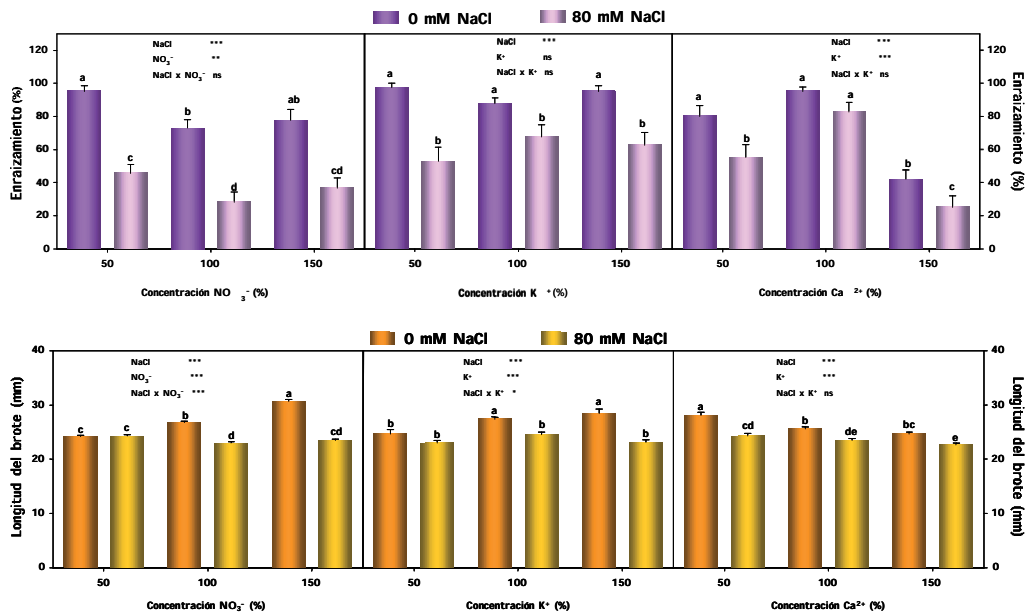 0 mM NaCl 80 mM NaCl
Enraizamiento (%)
120
100
80
60
40
20
0
NaCl ***
NO₃⁻ **
NaCl x NO₃⁻ ns
a
c
b
d
ab
cd
50 100 150
Concentración NO ₃⁻ (%)
NaCl ***
K⁺ ns
NaCl x K⁺ ns
a
b
a
b
a
b
50 100 150
Concentración K ⁺ (%)
NaCl ***
K⁺ ***
NaCl x K⁺ ns
a
b
a
a
b
c
50 100 150
Concentración Ca ²⁺ (%)
120
100
80
60
40
20
0
Enraizamiento
(%)
0 mM NaCl 80 mM NaCl
Longitud del brote (mm)
40
30
20
10
0
NaCl ***
NO₃⁻ ***
NaCl x NO₃⁻ ***
c
c
b
d
a
cd
50 100 150
Concentración NO₃⁻ (%)
NaCl ***
K⁺ ***
NaCl x K⁺ *
b
b
a
b
a
b
50 100 150
Concentración K⁺ (%)
NaCl ***
K⁺ ***
NaCl x K⁺ ns
a
cd
b
de
bc
e
50 100 150
Concentración Ca²⁺ (%)
40
30
20
10
0
Longitud del brote
(mm)